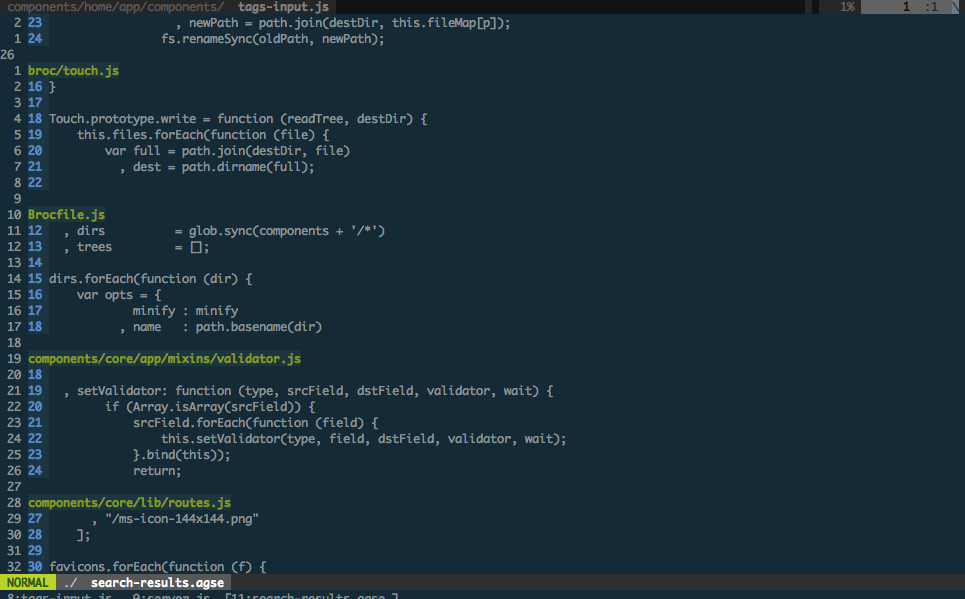 components/home/app/components/ tags-input.js 1% 1 :1
2 23 , newPath = path.join(destDir, this.fileMap[p]);
1 24 fs.renameSync(oldPath, newPath);
26
1 broc/touch.js
2 16 }
3 17
4 18 Touch.prototype.write = function (readTree, destDir) {
5 19 this.files.forEach(function (file) {
6 20 var full = path.join(destDir, file)
7 21 , dest = path.dirname(full);
8 22
9
10 Brocfile.js
11 12 , dirs = glob.sync(components + '/*')
12 13 , trees = [];
13 14
14 15 dirs.forEach(function (dir) {
15 16 var opts = {
16 17 minify : minify
17 18 , name : path.basename(dir)
18
19 components/core/app/mixins/validator.js
20 18
21 19 , setValidator: function (type, srcField, dstField, validator, wait) {
22 20 if (Array.isArray(srcField)) {
23 21 srcField.forEach(function (field) {
24 22 this.setValidator(type, field, dstField, validator, wait);
25 23 }.bind(this));
26 24 return;
27
28 components/core/lib/routes.js
29 27 , "/ms-icon-144x144.png"
30 28 ];
31 29
32 30 favicons.forEach(function (f) {
NORMAL ./ search-results.agse
8:tags-input.js 9:server.js [11:search-results.agse ]